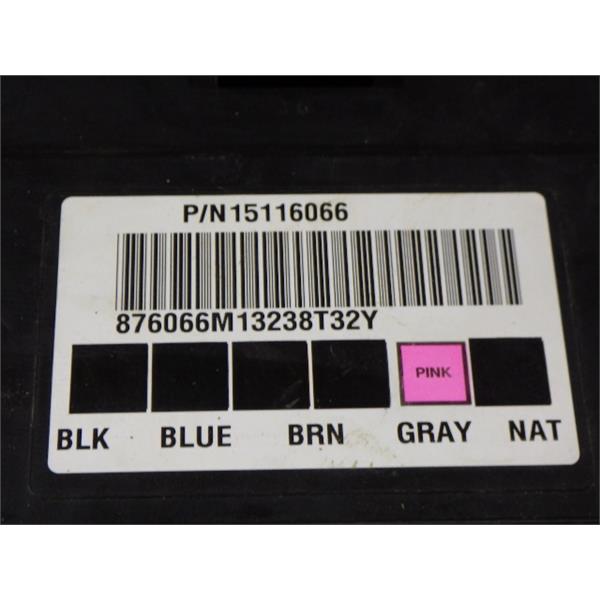 P/N15116066
876066M13238T32Y
PINK
BLK BLUE BRN GRAY NAT